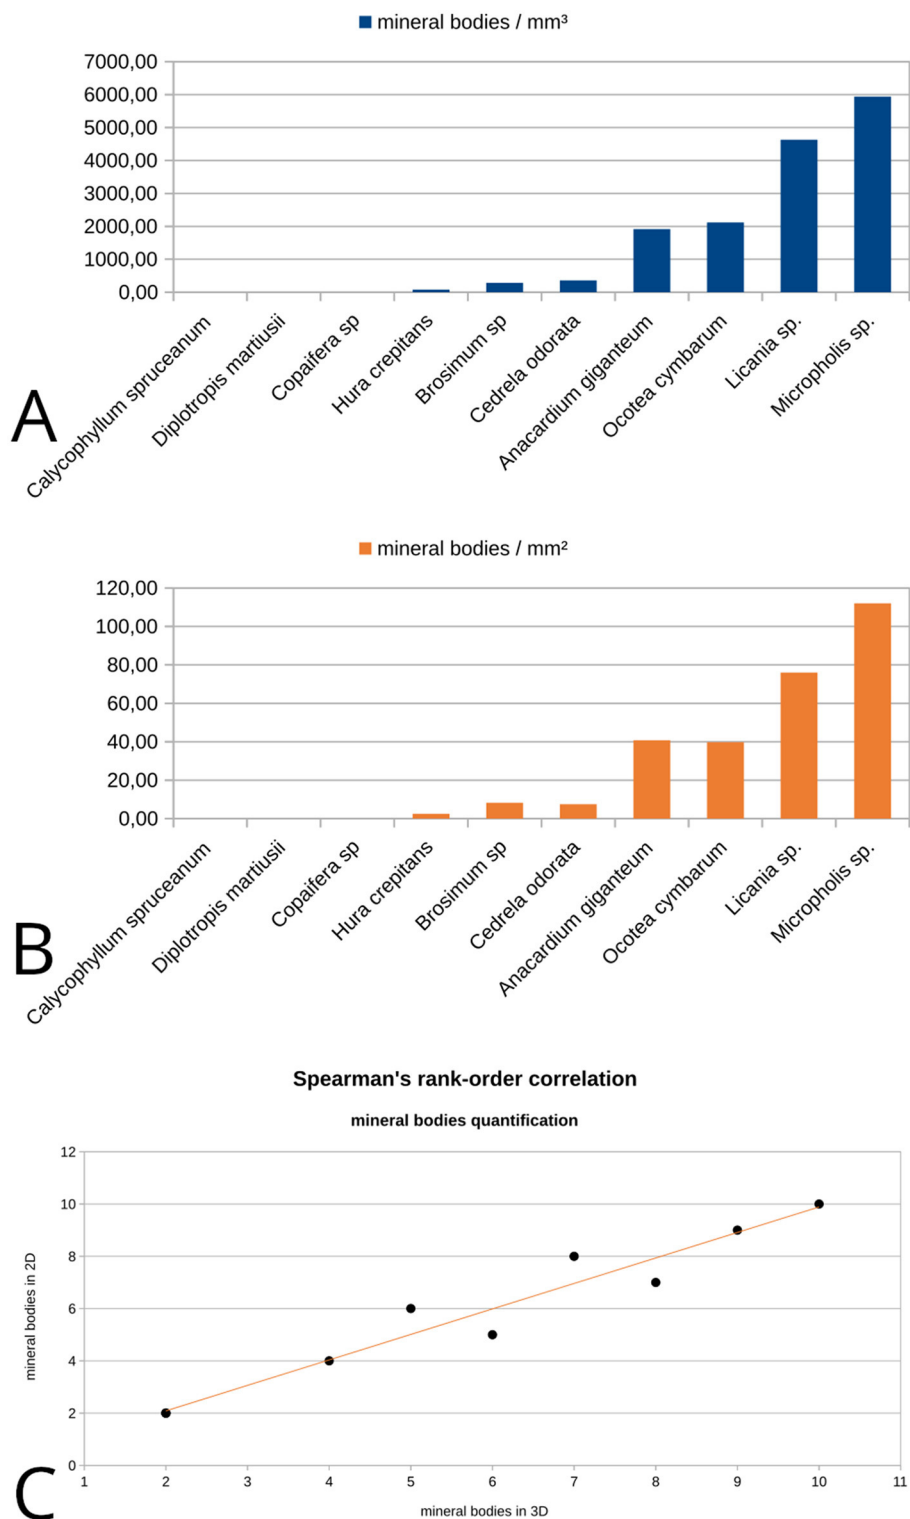 mineral bodies / mm³
7000,00
6000,00
5000,00
4000,00
3000,00
2000,00
1000,00
0,00
Calycophyllum spruceanum
Diplotropis martiusii
Copaifera sp
Hura crepitans
Brosimum sp
Cedrela odorata
Anacardium giganteum
Ocotea cymbarum
Licania sp.
Micropholis sp.
A
mineral bodies / mm²
120,00
100,00
80,00
60,00
40,00
20,00
0,00
Calycophyllum spruceanum
Diplotropis martiusii
Copaifera sp
Hura crepitans
Brosimum sp
Cedrela odorata
Anacardium giganteum
Ocotea cymbarum
Licania sp.
Micropholis sp.
B
Spearman's rank-order correlation
mineral bodies quantification
12
10
8
6
4
2
0
mineral bodies in 2D
1 2 3 4 5 6 7 8 9 10 11
mineral bodies in 3D
C